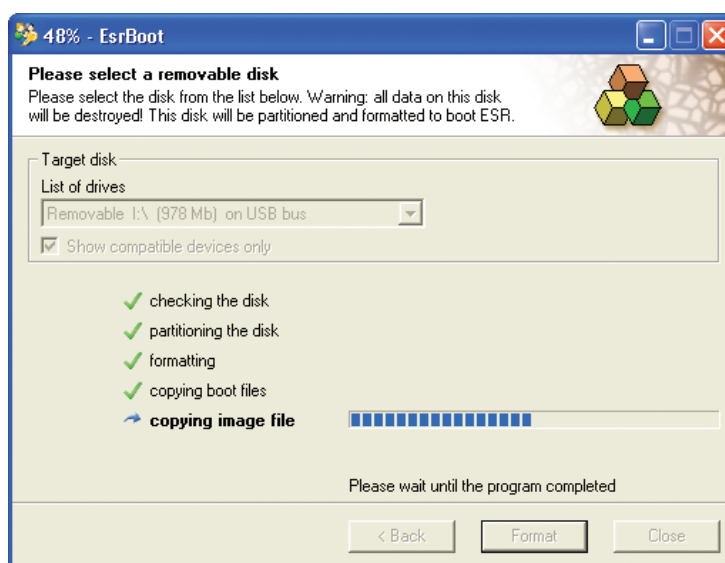 48% - EsrBoot
Please select a removable disk
Please select the disk from the list below. Warning: all data on this disk
will be destroyed! This disk will be partitioned and formatted to boot ESR.
Target disk
List of drives
Removable I:\ (978 Mb) on USB bus
Show compatible devices only
checking the disk
partitioning the disk
formatting
copying boot files
copying image file
Please wait until the program completed
< Back Format Close